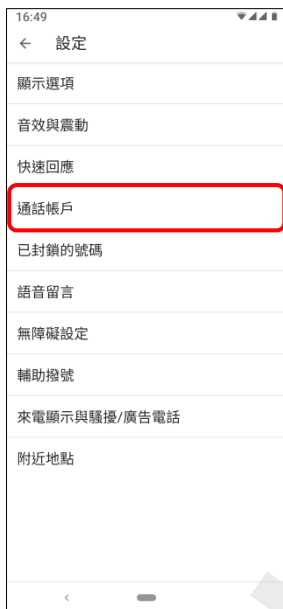 16:49
設定
顯示選項
音效與震動
快速回應
通話帳戶
已封鎖的號碼
語音留言
無障礙設定
輔助撥號
來電顯示與騷擾/廣告電話
附近地點